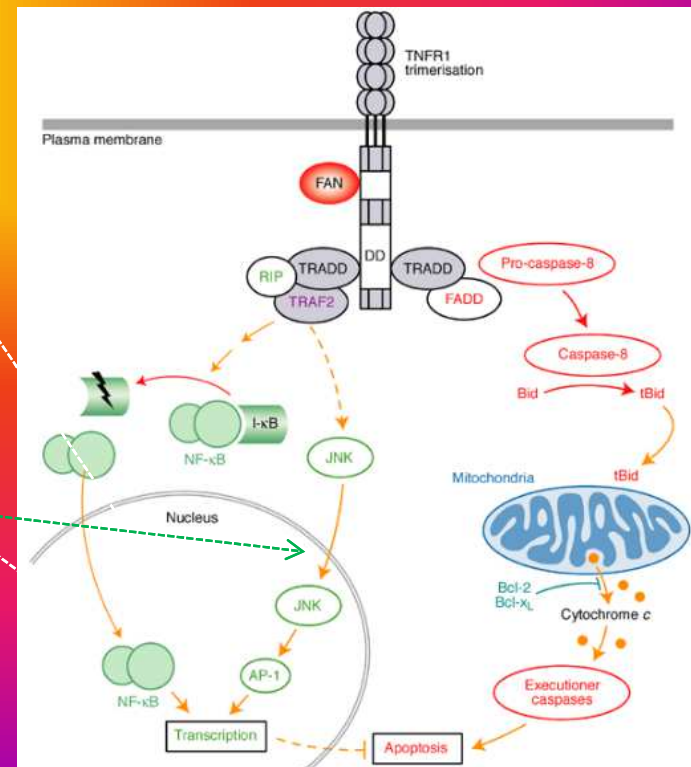 TNFR1
trimerisation
Plasma membrane
FAN
DD
RIP
TRADD
TRADD
TRAF2
FADD
Pro-caspase-8
Caspase-8
Bid
tBid
I-κB
NF-κB
JNK
tBid
Mitochondria
Nucleus
Bcl-2
Bcl-xL
Cytochrome c
JNK
AP-1
NF-κB
Executioner
caspases
Transcription
Apoptosis